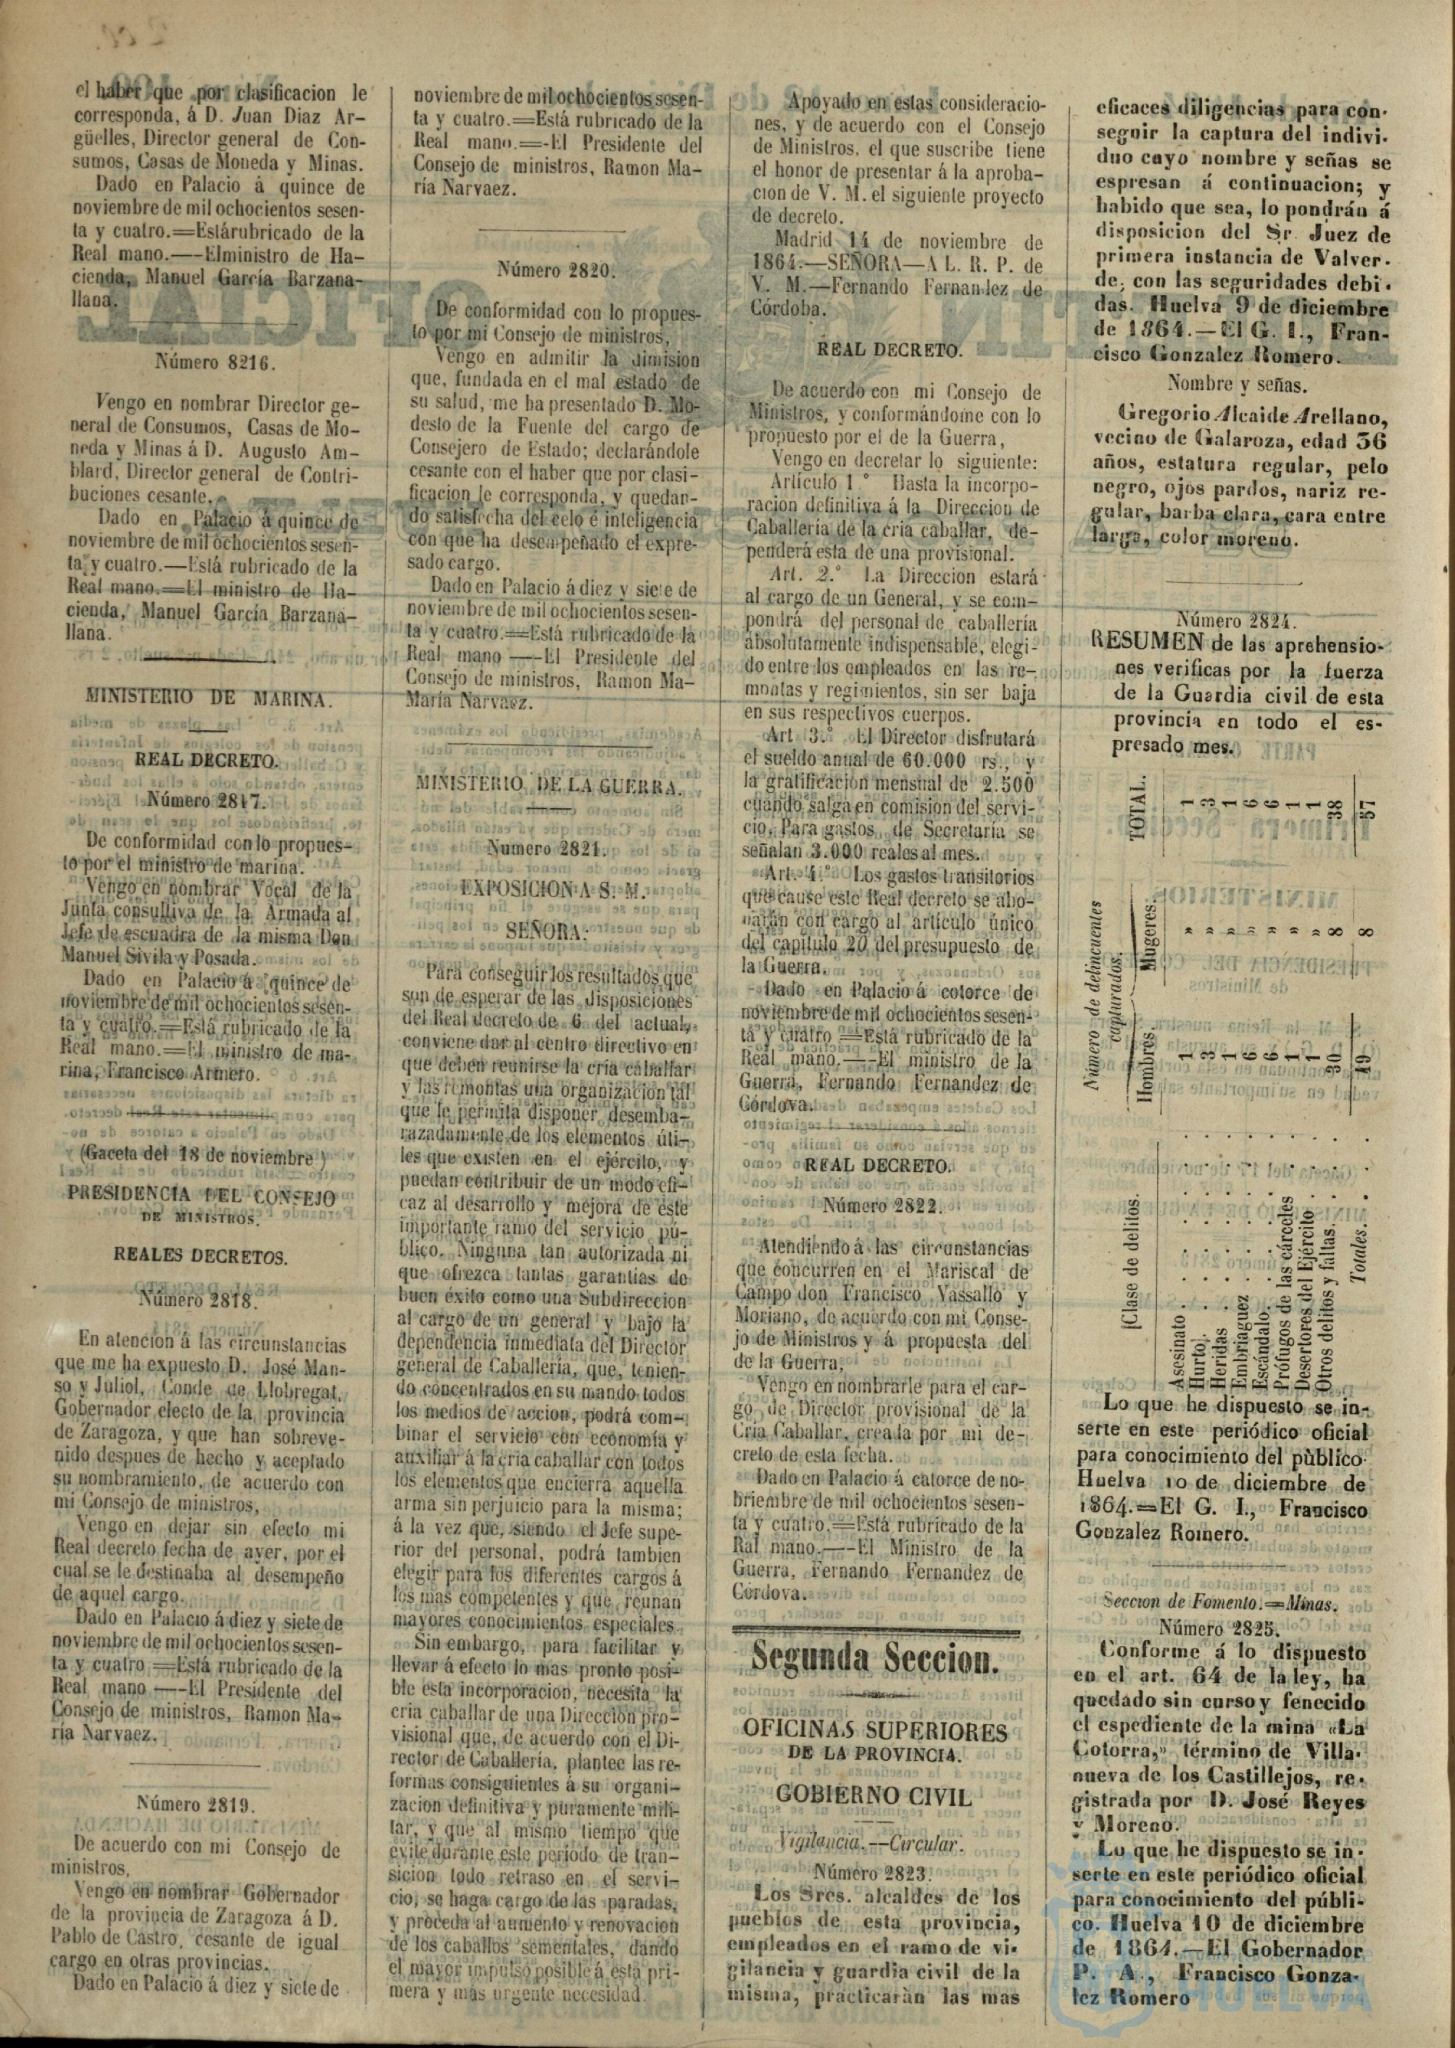 el haber que por clasificacion le
corresponda, á D. Juan Diaz Ar-
güelles, Director general de Con-
sumos, Casas de Moneda y Minas.
Dado en Palacio á quince de
noviembre de mil ochocientos sesen-
ta y cuatro.=Está rubricado de la
Real mano.—-El ministro de Ha-
cienda, Manuel García Barzana-
llana.
Número 8216.
Vengo en nombrar Director ge-
neral de Consumos, Casas de Mo-
neda y Minas á D. Augusto Am-
blard, Director general de Contri-
buciones cesante.
Dado en Palacio á quince de
noviembre de mil ochocientos sesen-
ta y cuatro.—Está rubricado de la
Real mano.=El ministro de Ha-
cienda, Manuel García Barzana-
llana.
MINISTERIO DE MARINA.
REAL DECRETO.
Número 2817.
De conformidad con lo propues-
to por el ministro de marina.
Vengo en nombrar Vocal de la
Junta consultiva de la Armada al
Jefe de escuadra de la misma Don
Manuel Sivila y Posada.
Dado en Palacio á quince de
noviembre de mil ochocientos sesen-
ta y cuatro.=Está rubricado de la
Real mano.=El ministro de ma-
rina, Francisco Armero.
(Gaceta del 18 de noviembre )
PRESIDENCIA DEL CONSEJO
DE MINISTROS.
REALES DECRETOS.
Número 2818.
En atencion á las circunstancias
que me ha expuesto D. José Man-
so y Juliol, Conde de Llobregat,
Gobernador electo de la provincia
de Zaragoza, y que han sobreve-
nido despues de hecho y aceptado
su nombramiento, de acuerdo con
mi Consejo de ministros,
Vengo en dejar sin efecto mi
Real decreto fecha de ayer, por el
cual se le destinaba al desempeño
de aquel cargo.
Dado en Palacio á diez y siete de
noviembre de mil ochocientos sesen-
ta y cuatro =Está rubricado de la
Real mano —-El Presidente del
Consejo de ministros, Ramon Ma-
ría Narvaez.
Número 2819.
De acuerdo con mi Consejo de
ministros,
Vengo en nombrar Gobernador
de la provincia de Zaragoza á D.
Pablo de Castro, cesante de igual
cargo en otras provincias.
Dado en Palacio á diez y siete de
noviembre de mil ochocientos sesen-
ta y cuatro.=Está rubricado de la
Real mano.=-El Presidente del
Consejo de ministros, Ramon Ma-
ría Narvaez.
Número 2820.
De conformidad con lo propues-
to por mi Consejo de ministros,
Vengo en admitir la dimision
que, fundada en el mal estado de
su salud, me ha presentado D. Mo-
desto de la Fuente del cargo de
Consejero de Estado; declarándole
cesante con el haber que por clasi-
ficacion le corresponda, y quedan-
do satisfecha del celo é inteligencia
con que ha desempeñado el expre-
sado cargo.
Dado en Palacio á diez y siete de
noviembre de mil ochocientos sesen-
ta y cuatro.=Está rubricado de la
Real mano —-El Presidente del
Consejo de ministros, Ramon Ma-
María Narvaez.
MINISTERIO DE LA GUERRA.
Numero 2821.
EXPOSICION A S. M.
SEÑORA:
Para conseguir los resultados que
son de esperar de las disposiciones
del Real decreto de 6 del actual,
conviene dar al centro directivo en
que deben reunirse la cria caballar
y las remontas una organizacion tal
que le permita disponer desemba-
razadamente de los elementos úti-
les que existen en el ejército, y
puedan contribuir de un modo efi-
caz al desarrollo y mejora de este
importante ramo del servicio pú-
blico. Ninguna tan autorizada ni
que ofrezca tantas garantías de
buen éxito como una Subdireccion
al cargo de un general y bajo la
dependencia inmediata del Director
general de Caballería, que, tenien-
do concentrados en su mando todos
los medios de accion, podrá com-
binar el servicio con economía y
auxiliar á la cria caballar con todos
los elementos que encierra aquella
arma sin perjuicio para la misma;
á la vez que, siendo el Jefe supe-
rior del personal, podrá tambien
elegir para los diferentes cargos á
los mas competentes y que reunan
mayores conocimientos especiales.
Sin embargo, para facilitar y
llevar á efecto lo mas pronto posi-
ble esta incorporacion, necesita la
cria caballar de una Direccion pro-
visional que, de acuerdo con el Di-
rector de Caballería, plantee las re-
formas consiguientes á su organi-
zacion definitiva y puramente mili-
tar, y que al mismo tiempo que
evite durante este período de tran-
sicion todo retraso en el servi-
cio, se haga cargo de las paradas,
y proceda al aumento y renovacion
de los caballos sementales, dando
el mayor impulso posible á esta pri-
mera y mas urgente necesidad.
Apoyado en estas consideracio-
nes, y de acuerdo con el Consejo
de Ministros, el que suscribe tiene
el honor de presentar á la aproba-
cion de V. M. el siguiente proyecto
de decreto.
Madrid 14 de noviembre de
1864.—SEÑORA—A L. R. P. de
V. M.—Fernando Fernandez de
Córdoba.
REAL DECRETO.
De acuerdo con mi Consejo de
Ministros, y conformándome con lo
propuesto por el de la Guerra,
Vengo en decretar lo siguiente:
Artículo 1.° Hasta la incorpo-
racion definitiva á la Direccion de
Caballería de la cria caballar, de-
penderá esta de una provisional.
Art. 2.° La Direccion estará
al cargo de un General, y se com-
pondrá del personal de caballería
absolutamente indispensable, elegi-
do entre los empleados en las re-
montas y regimientos, sin ser baja
en sus respectivos cuerpos.
Art 3.° El Director disfrutará
el sueldo anual de 60.000 rs., y
la gratificacion mensual de 2.500
cuando salga en comision del servi-
cio. Para gastos de Secretaria se
señalan 3.000 reales al mes.
Art. 4.° Los gastos transitorios
que cause este Real decreto se abo-
narán con cargo al artículo único
del capítulo 20 del presupuesto de
la Guerra.
Dado en Palacio á cotorce de
noviembre de mil ochocientos sesen-
ta y cuatro =Está rubricado de la
Real mano.—-El ministro de la
Guerra, Fernando Fernandez de
Córdova.
REAL DECRETO.
Número 2822.
Atendiendo á las circunstancias
que concurren en el Mariscal de
Campo don Francisco Vassallo y
Moriano, de acuerdo con mi Conse-
jo de Ministros y á propuesta del
de la Guerra,
Vengo en nombrarle para el car-
go de Director provisional de la
Cria Caballar, creada por mi de-
creto de esta fecha.
Dado en Palacio á catorce de no-
briembre de mil ochocientos sesen-
ta y cuatro.=Está rubricado de la
Ral mano.—-El Ministro de la
Guerra, Fernando Fernandez de
Córdova.
Segunda Seccion.
OFICINAS SUPERIORES
DE LA PROVINCIA.
GOBIERNO CIVIL
Vigilancia.—-Circular.
Número 2823.
Los Sres. alcaldes de los
pueblos de esta provincia,
empleados en el ramo de vi-
gilancia y guardia civil de la
misma, practicarán las mas
eficaces diligencias para con-
seguir la captura del indivi-
duo cuyo nombre y señas se
espresan á continuacion; y
habido que sea, lo pondrán á
disposicion del Sr. Juez de
primera instancia de Valver-
de, con las seguridades debi-
das. Huelva 9 de diciembre
de 1864.—El G. I., Fran-
cisco Gonzalez Romero.
Nombre y señas.
Gregorio Alcaide Arellano,
vecino de Galaroza, edad 36
años, estatura regular, pelo
negro, ojos pardos, nariz re-
gular, barba clara, cara entre
larga, color moreno.
Número 2824.
RESUMEN de las aprehensio-
nes verificas por la fuerza
de la Guardia civil de esta
provincia en todo el es-
presado mes.
Número de delincuentes
capturados.
Clase de delitos. Hombres. Mugeres. TOTAL.
Asesinato . . . . 1 » 1
Hurto . . . . 3 » 3
Heridas . . . . 1 » 1
Embriaguez . . . . 6 » 6
Escándalo. . . . . 6 » 6
Prófugos de las cárceles . . 1 » 1
Desertores del Ejército . . 1 » 1
Otros delitos y faltas. . . 30 8 38
Totales. . . 49 8 57
Lo que he dispuesto se in-
serte en este periódico oficial
para conocimiento del pùblico
Huelva 10 de diciembre de
1864.=El G. I., Francisco
Gonzalez Romero.
Seccion de Fomento.=Minas.
Número 2825.
Conforme á lo dispuesto
en el art. 64 de la ley, ha
quedado sin curso y fenecido
el espediente de la mina «La
Cotorra,» término de Villa-
nueva de los Castillejos, re-
gistrada por D. José Reyes
y Moreno.
Lo que he dispuesto se in-
serte en este periódico oficial
para conocimiento del públi-
co. Huelva 10 de diciembre
de 1864.—El Gobernador
P. A., Francisco Gonza-
lez Romero
HUELVA